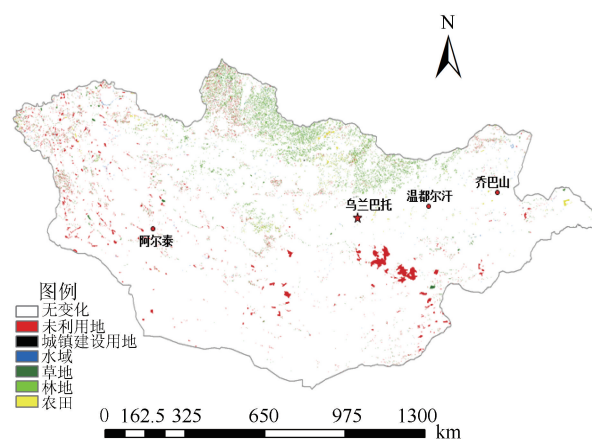 N
乌兰巴托
温都尔汗
乔巴山
阿尔泰
图例
无变化
未利用地
城镇建设用地
水域
草地
林地
农田
0 162.5 325 650 975 1300
km